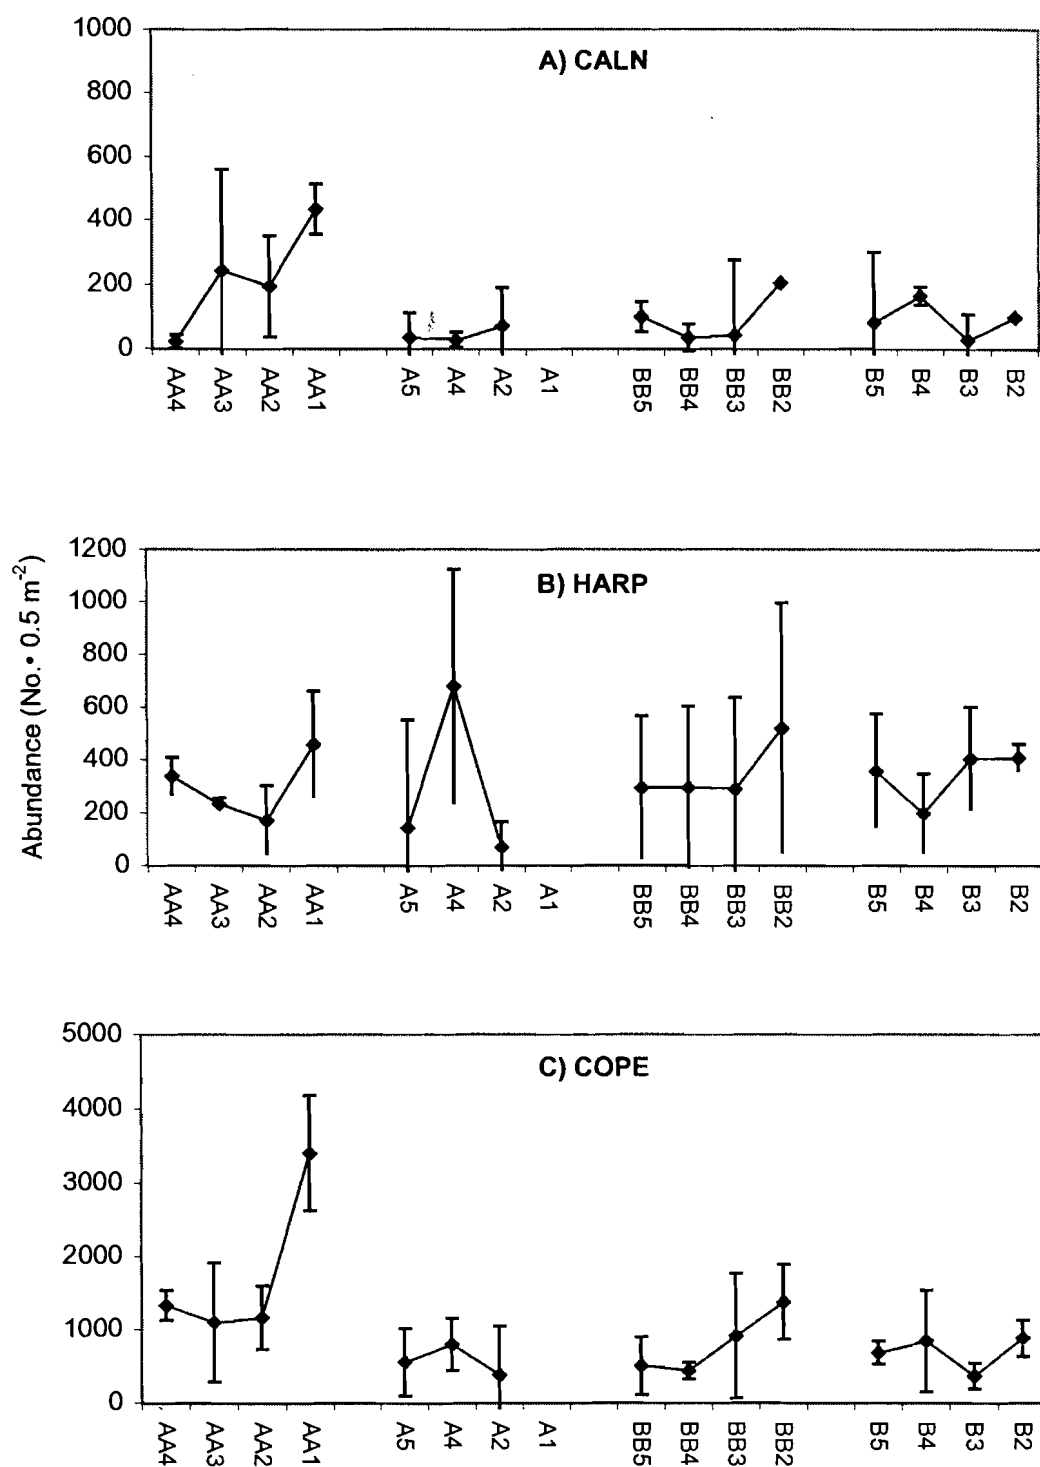 A) CALN
1000
800
600
400
200
0
AA4 AA3 AA2 AA1 A5 A4 A2 A1 BB5 BB4 BB3 BB2 B5 B4 B3 B2
Abundance (No.• 0.5 m⁻²)
B) HARP
1200
1000
800
600
400
200
0
AA4 AA3 AA2 AA1 A5 A4 A2 A1 BB5 BB4 BB3 BB2 B5 B4 B3 B2
C) COPE
5000
4000
3000
2000
1000
0
AA4 AA3 AA2 AA1 A5 A4 A2 A1 BB5 BB4 BB3 BB2 B5 B4 B3 B2